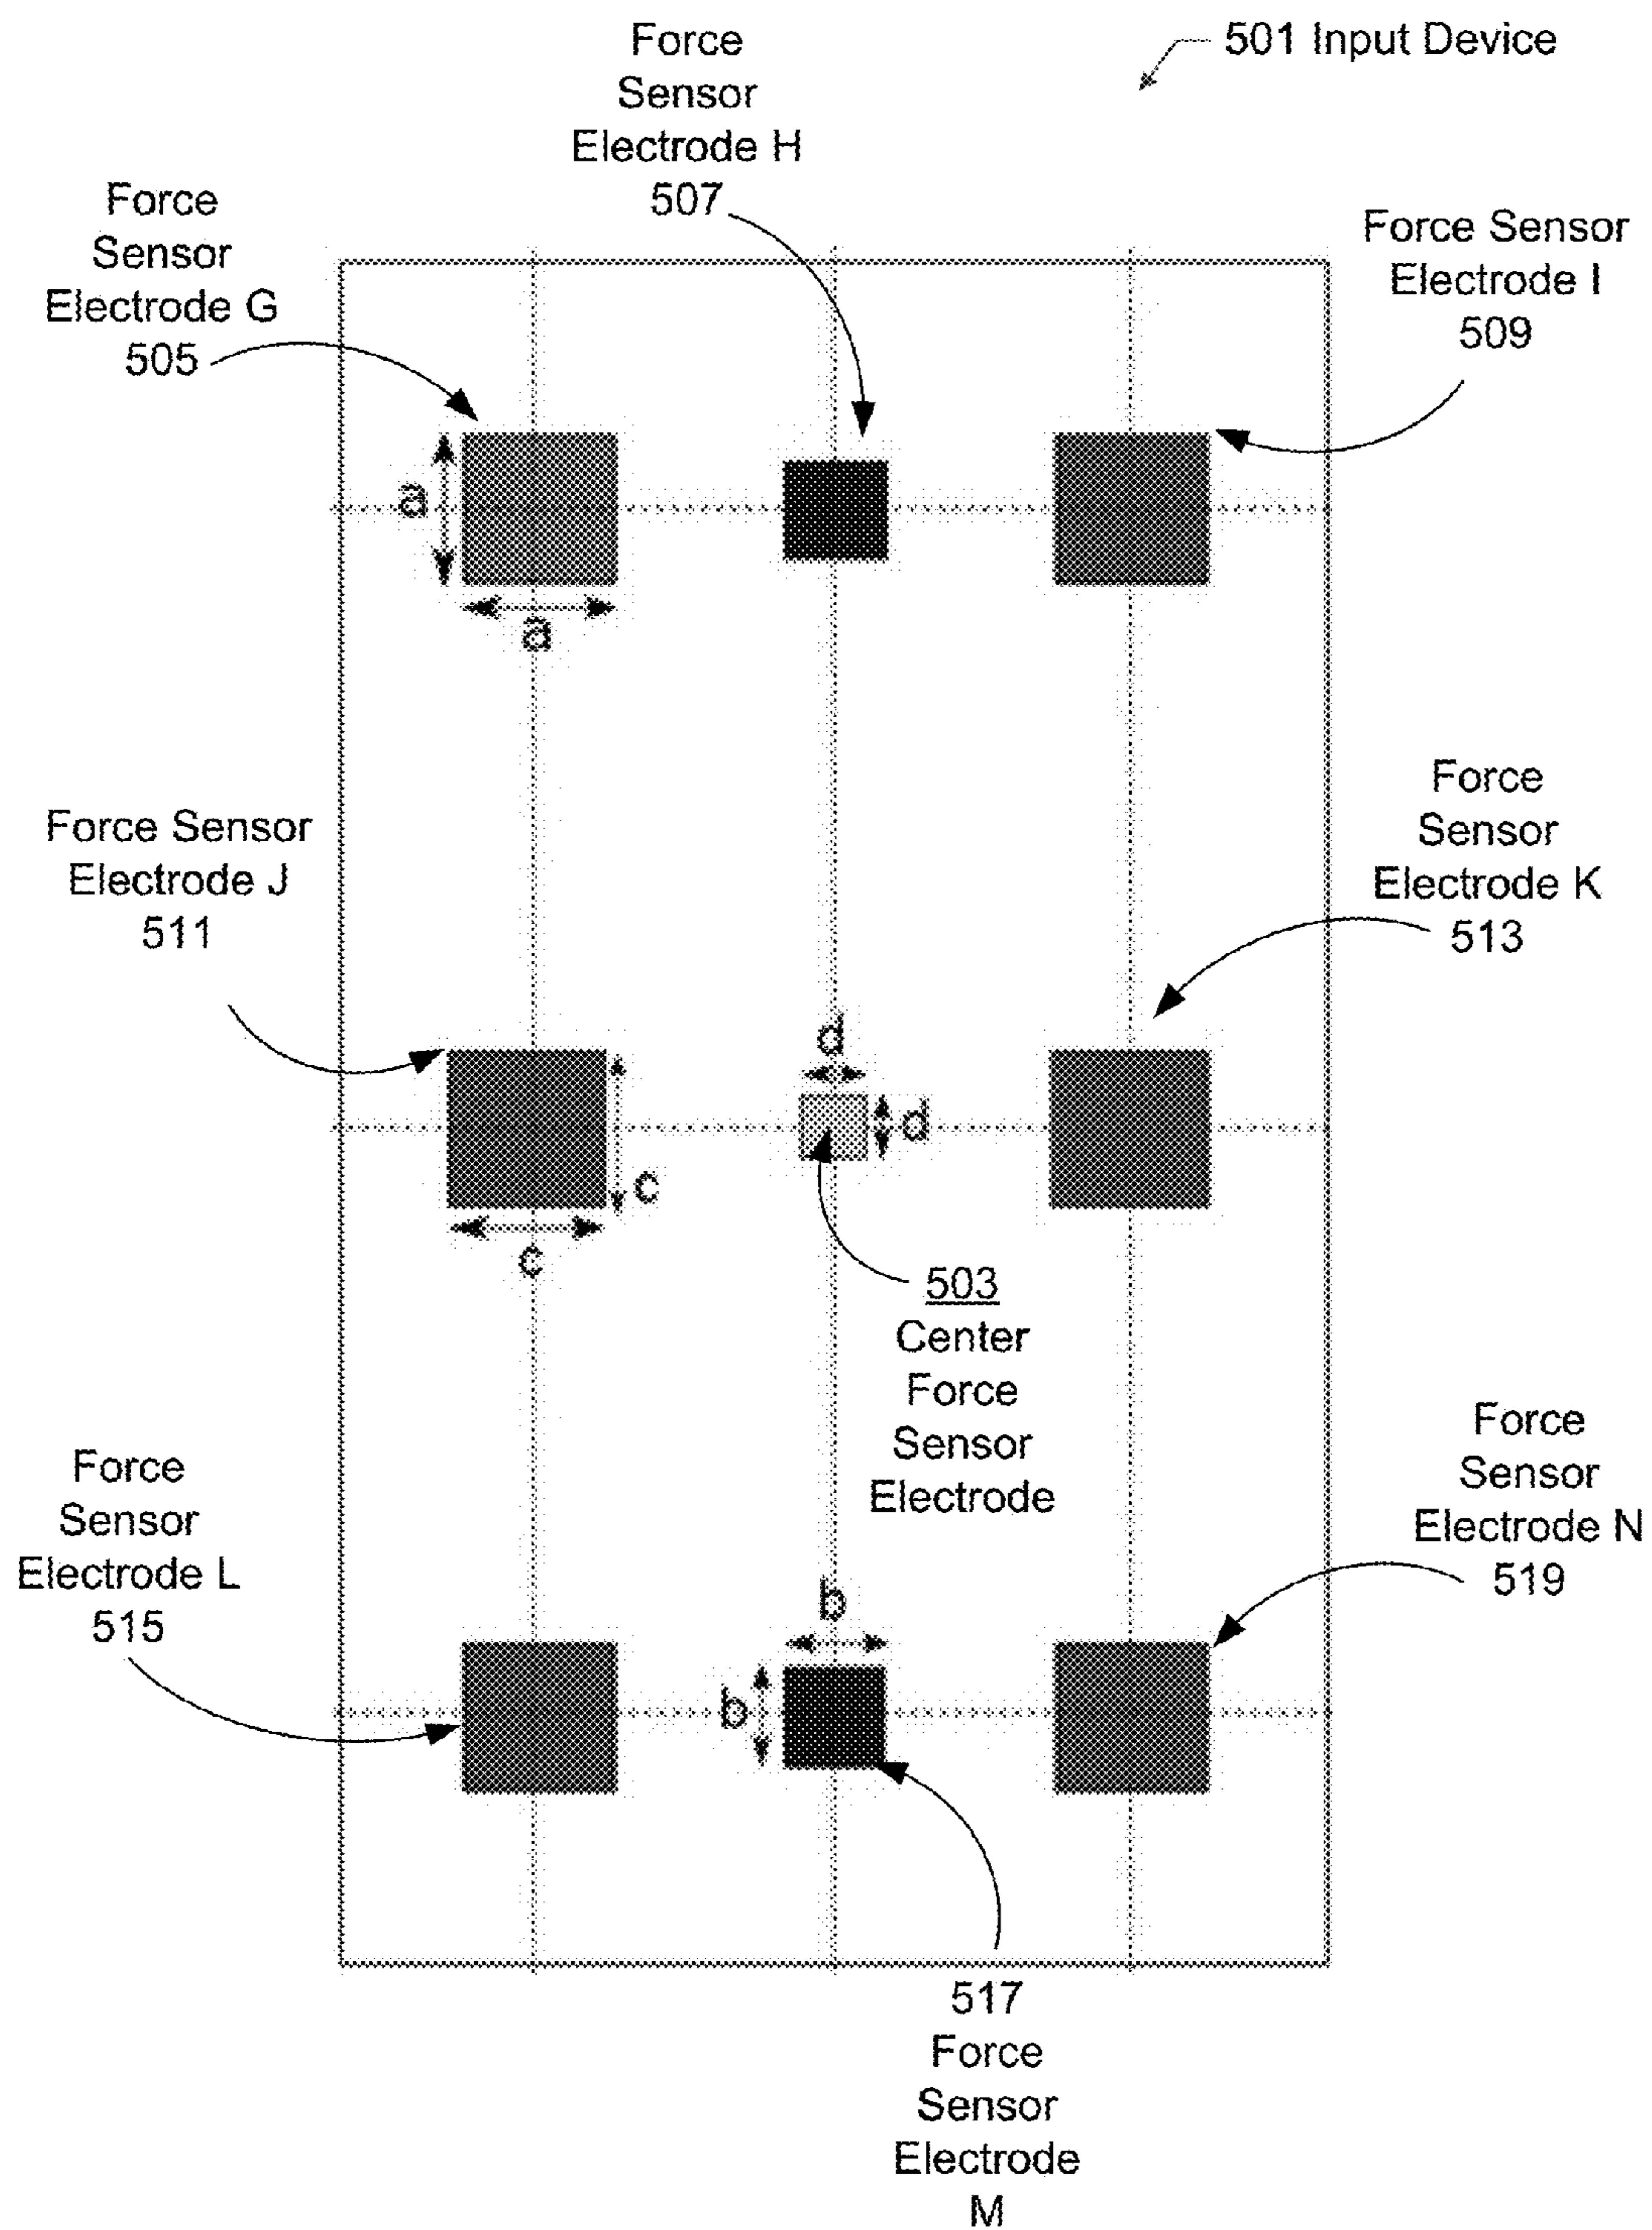 501 Input Device
Force
Sensor
Electrode H
507
Force
Sensor
Electrode G
505
Force Sensor
Electrode I
509
a
a
Force Sensor
Electrode J
511
Force
Sensor
Electrode K
513
d
d
c
c
503
Center
Force
Sensor
Electrode
Force
Sensor
Electrode L
515
Force
Sensor
Electrode N
519
b
b
517
Force
Sensor
Electrode
M